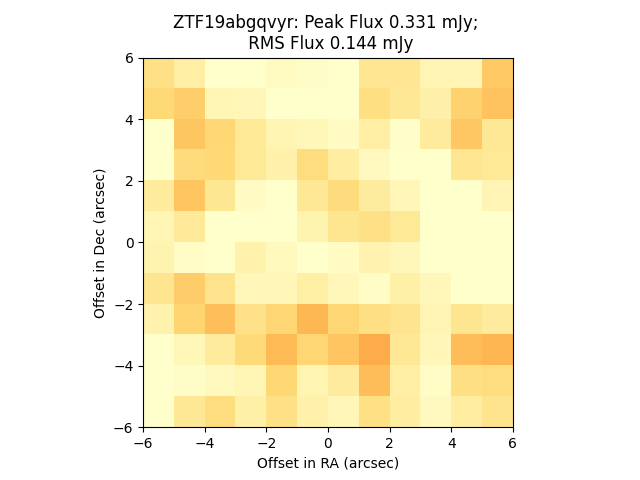 ZTF19abgqvyr: Peak Flux 0.331 mJy;
RMS Flux 0.144 mJy
6
4
2
0
−2
−4
−6
Offset in Dec (arcsec)
−6 −4 −2 0 2 4 6
Offset in RA (arcsec)